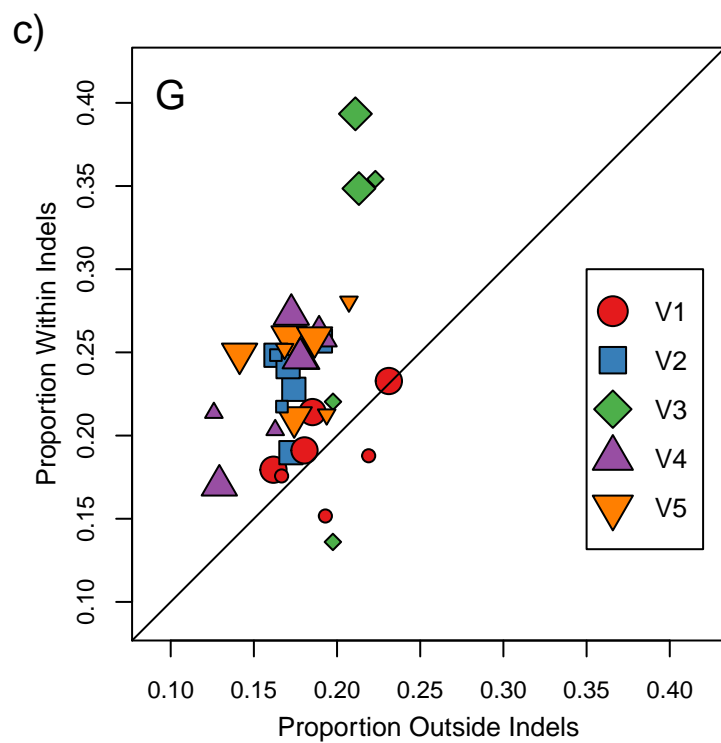 c)
G
0.40
0.35
0.30
0.25
0.20
0.15
0.10
Proportion Within Indels
V1
V2
V3
V4
V5
0.10 0.15 0.20 0.25 0.30 0.35 0.40
Proportion Outside Indels